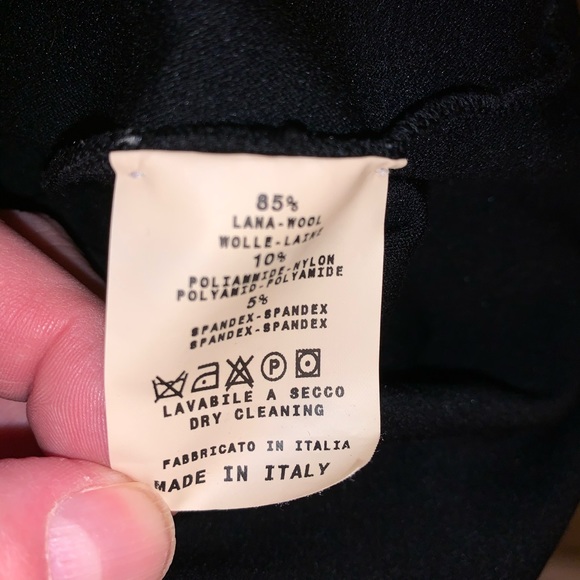 85%
LANA-WOOL
WOLLE-LAINE
10%
POLIAMMIDE-NYLON
POLYAMID-POLYAMIDE
5%
SPANDEX-SPANDEX
SPANDEX-SPANDEX
P
LAVABILE A SECCO
DRY CLEANING
FABBRICATO IN ITALIA
MADE IN ITALY